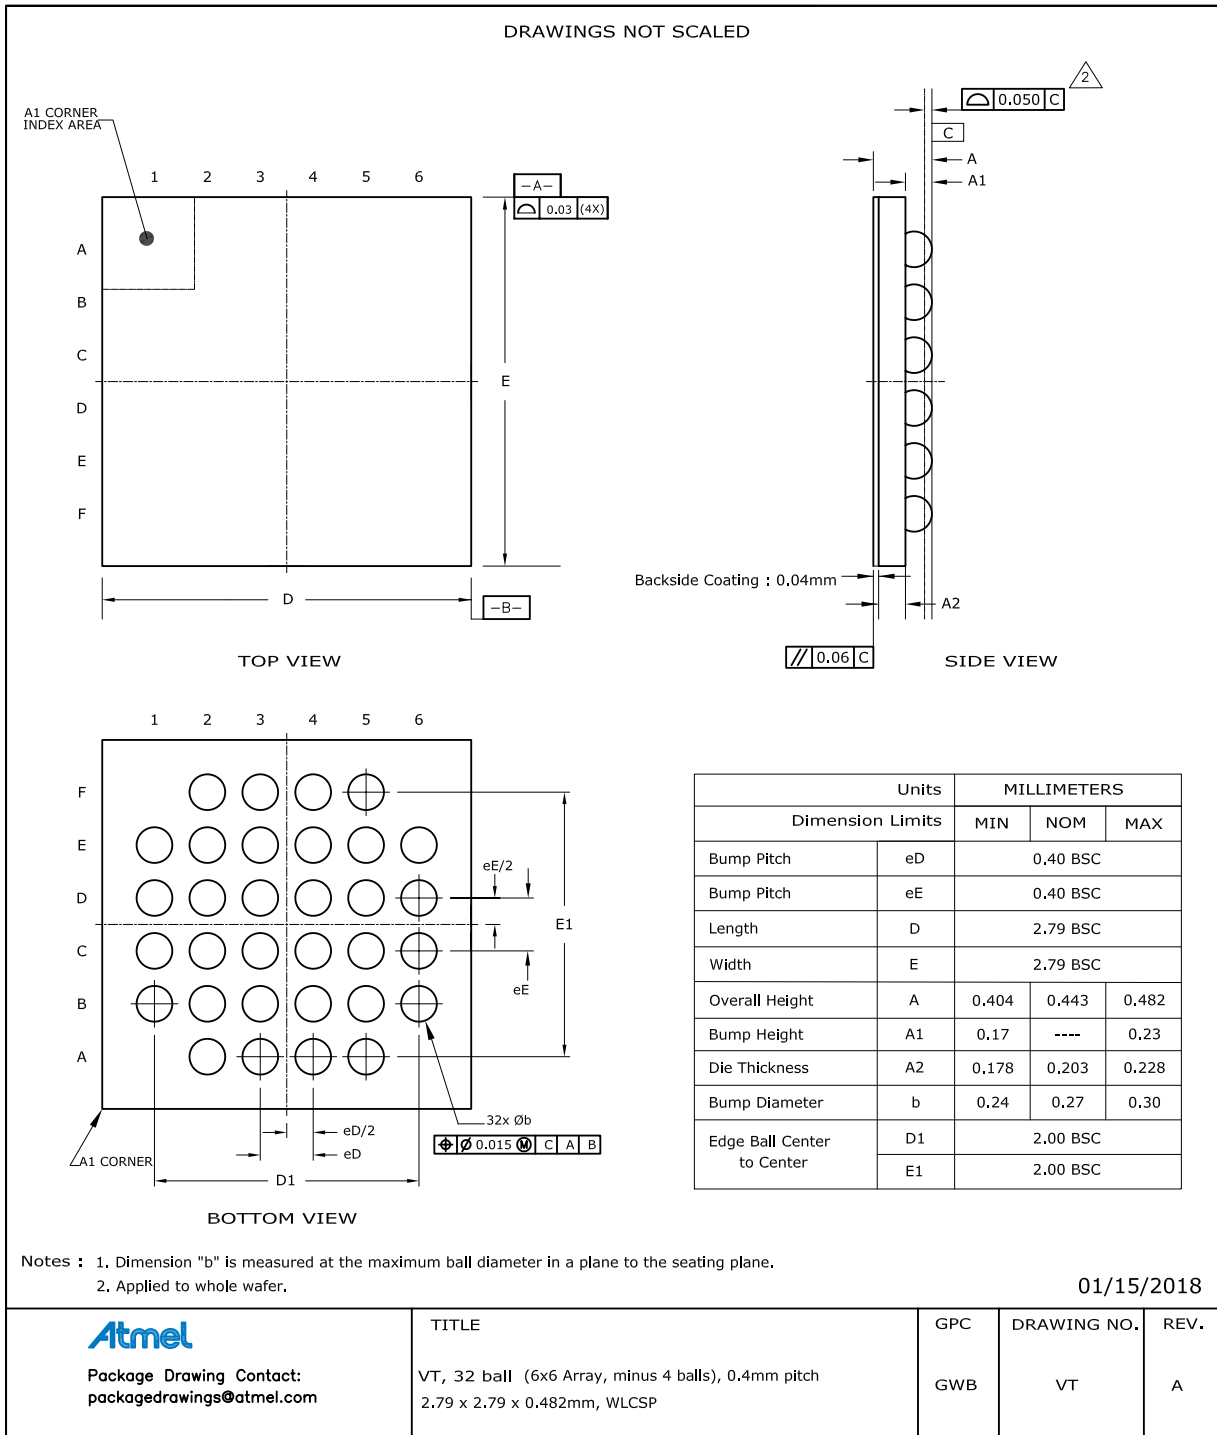 DRAWINGS NOT SCALED
A1 CORNER
INDEX AREA
1 2 3 4 5 6
A
B
C
D
E
F
-A-
0.03 (4X)
E
D
-B-
TOP VIEW
2
0.050 C
C
A
A1
Backside Coating : 0.04mm
A2
// 0.06 C
SIDE VIEW
1 2 3 4 5 6
F
E
D
C
B
A
eE/2
E1
eE
32x Øb
Ø 0.015 M C A B
eD/2
eD
D1
A1 CORNER
BOTTOM VIEW
Units MILLIMETERS
Dimension Limits MIN NOM MAX
Bump Pitch eD 0.40 BSC
Bump Pitch eE 0.40 BSC
Length D 2.79 BSC
Width E 2.79 BSC
Overall Height A 0.404 0.443 0.482
Bump Height A1 0.17 ---- 0.23
Die Thickness A2 0.178 0.203 0.228
Bump Diameter b 0.24 0.27 0.30
Edge Ball Center
to Center
D1 2.00 BSC
E1 2.00 BSC
Notes : 1. Dimension "b" is measured at the maximum ball diameter in a plane to the seating plane.
2. Applied to whole wafer.
01/15/2018
Atmel
Package Drawing Contact:
packagedrawings@atmel.com
TITLE
VT, 32 ball (6x6 Array, minus 4 balls), 0.4mm pitch
2.79 x 2.79 x 0.482mm, WLCSP
GPC
GWB
DRAWING NO.
VT
REV.
A